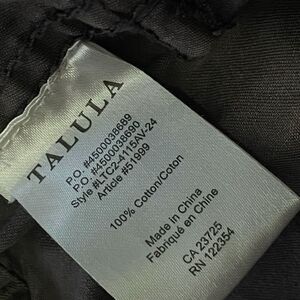 TALULA
P.O. #4500038689
P.O: #4500038690
Style #LTC2-4115AV-24
Article #51999
100% Cotton/Coton
Made in China
Fabriqué en Chine
CA 23725
RN 122354